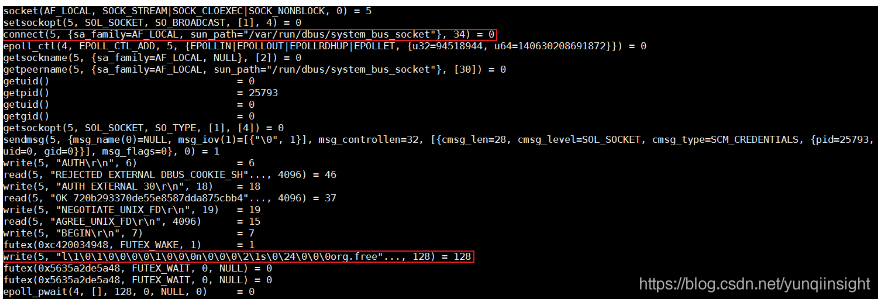 socket(AF_LOCAL, SOCK_STREAM|SOCK_CLOEXEC|SOCK_NONBLOCK, 0) = 5
setsockopt(5, SOL_SOCKET, SO_BROADCAST, [1], 4) = 0
connect(5, {sa_family=AF_LOCAL, sun_path="/var/run/dbus/system_bus_socket"}, 34) = 0
epoll_ctl(4, EPOLL_CTL_ADD, 5, {EPOLLIN|EPOLLOUT|EPOLLRDHUP|EPOLLET, {u32=94518944, u64=140630208691872}}) = 0
getsockname(5, {sa_family=AF_LOCAL, NULL}, [2]) = 0
getpeername(5, {sa_family=AF_LOCAL, sun_path="/run/dbus/system_bus_socket"}, [30]) = 0
getuid() = 0
getpid() = 25793
getuid() = 0
getgid() = 0
getsockopt(5, SOL_SOCKET, SO_TYPE, [1], [4]) = 0
sendmsg(5, {msg_name(0)=NULL, msg_iov(1)=[{"\0", 1}], msg_controllen=32, [{cmsg_len=28, cmsg_level=SOL_SOCKET, cmsg_type=SCM_CREDENTIALS, {pid=25793,
uid=0, gid=0}}], msg_flags=0}, 0) = 1
write(5, "AUTH\r\n", 6) = 6
read(5, "REJECTED EXTERNAL DBUS_COOKIE_SH"..., 4096) = 46
write(5, "AUTH EXTERNAL 30\r\n", 18) = 18
read(5, "OK 720b293370de55e8587dda875cbb4"..., 4096) = 37
write(5, "NEGOTIATE_UNIX_FD\r\n", 19) = 19
read(5, "AGREE_UNIX_FD\r\n", 4096) = 15
write(5, "BEGIN\r\n", 7) = 7
futex(0xc420034948, FUTEX_WAKE, 1) = 1
write(5, "l\1\0\1\0\0\0\0\1\0\0\0n\0\0\0\2\1s\0\24\0\0\0org.free"..., 128) = 128
futex(0x5635a2de5a48, FUTEX_WAIT, 0, NULL) = 0
futex(0x5635a2de5a48, FUTEX_WAIT, 0, NULL) = 0
epoll_pwait(4, [], 128, 0, NULL, 0) = 0
https://blog.csdn.net/yunqiinsight